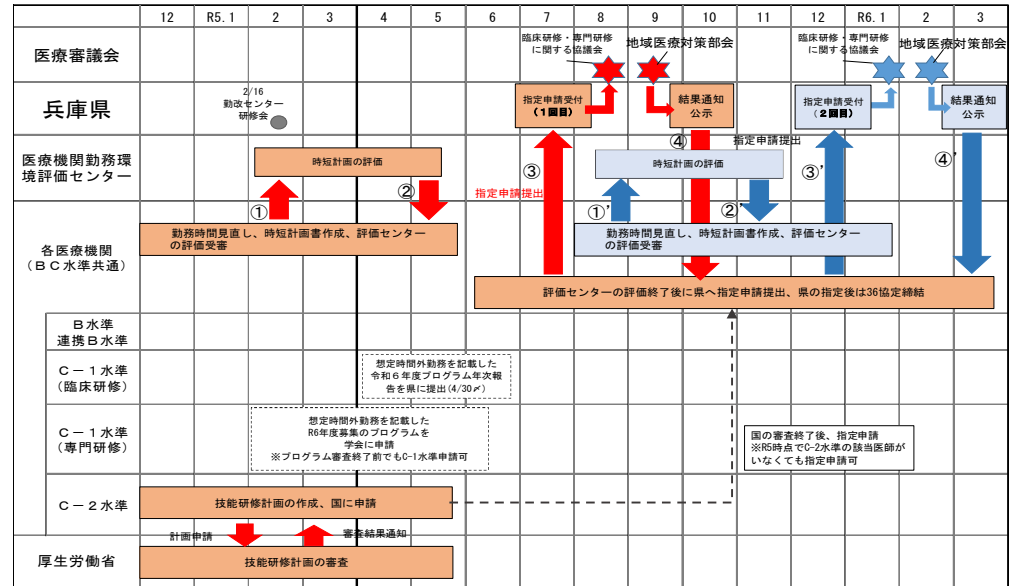 12 R5.1 2 3 4 5 6 7 8 9 10 11 12 R6.1 2 3
医療審議会
臨床研修・専門研修
に関する協議会
地域医療対策部会
臨床研修・専門研修
に関する協議会
地域医療対策部会
兵庫県
2/16
勤改センター
研修会
指定申請受付
(1回目)
結果通知
公示
指定申請受付
(2回目)
結果通知
公示
医療機関勤務環
境評価センター
時短計画の評価
時短計画の評価
指定申請提出
指定申請提出
①
②
③
④
①’
②’
③’
④’
各医療機関
(BC水準共通)
勤務時間見直し、時短計画書作成、評価センター
の評価受審
勤務時間見直し、時短計画書作成、評価センター
の評価受審
評価センターの評価終了後に県へ指定申請提出、県の指定後は36協定締結
B水準
連携B水準
C-1水準
(臨床研修)
想定時間外勤務を記載した
令和6年度プログラム年次報
告を県に提出(4/30〆)
C-1水準
(専門研修)
想定時間外勤務を記載した
R6年度募集のプログラムを
学会に申請
※プログラム審査終了前でもC-1水準申請可
国の審査終了後、指定申請
※R5時点でC-2水準の該当医師が
いなくても指定申請可
C-2水準
技能研修計画の作成、国に申請
計画申請
審査結果通知
厚生労働省
技能研修計画の審査